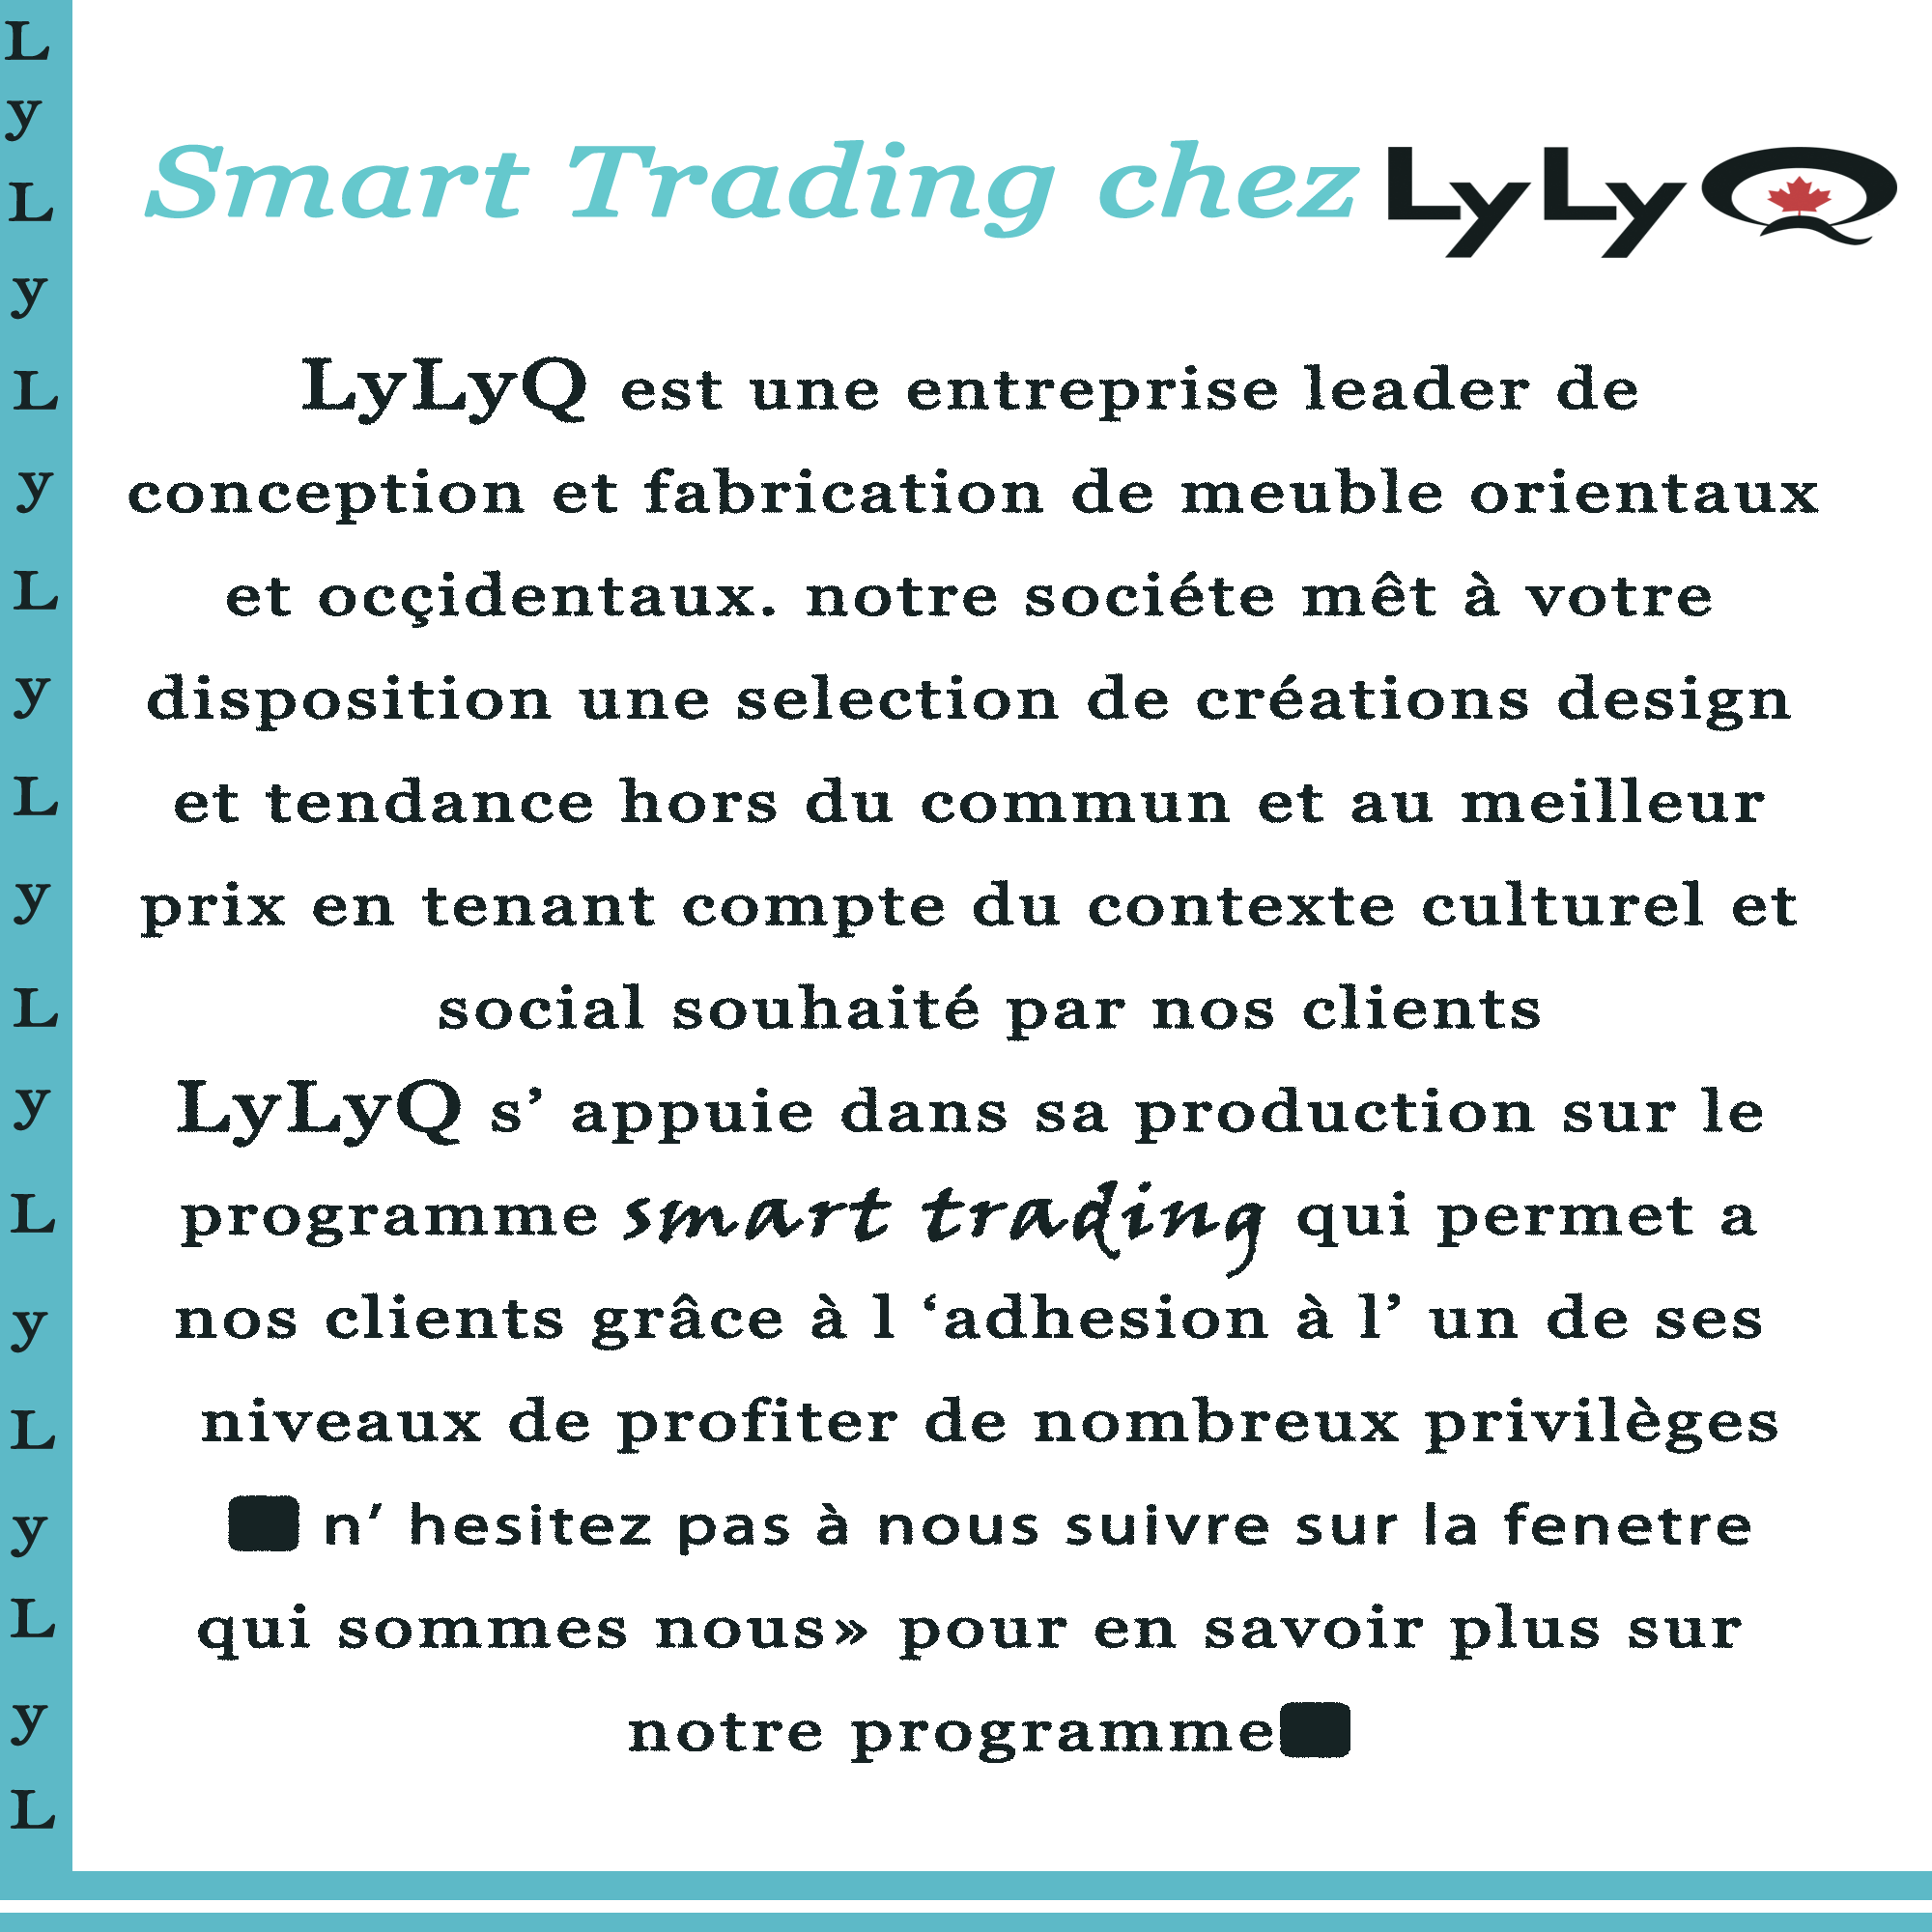 Smart Trading chez LyLyQ
LyLyQ est une entreprise leader de
conception et fabrication de meuble orientaux
et occçidentaux. notre sociéte mêt à votre
disposition une selection de créations design
et tendance hors du commun et au meilleur
prix en tenant compte du contexte culturel et
social souhaité par nos clients
LyLyQ s’ appuie dans sa production sur le
programme smart trading qui permet a
nos clients grâce à l ‘adhesion à l’ un de ses
niveaux de profiter de nombreux privilèges
n’ hesitez pas à nous suivre sur la fenetre
qui sommes nous» pour en savoir plus sur
notre programme
L
y
L
y
L
y
L
y
L
y
L
y
L
y
L
y
L
y
L